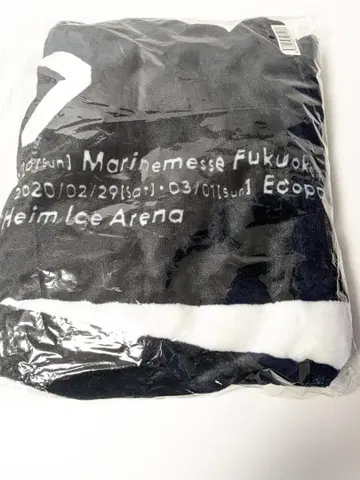 [sun] Marinemesse Fukuoka
2020/02/29[sat]・03/01[sun] Ecopa
Heim Ice Arena